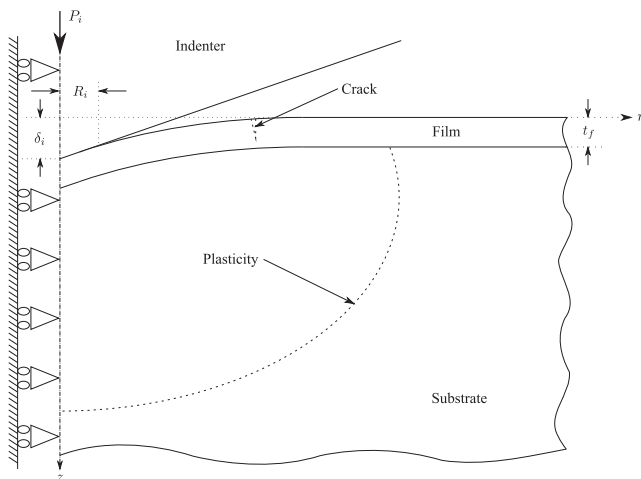 P_i
Indenter
R_i
Crack
r
δ_i
Film
t_f
Plasticity
Substrate
z